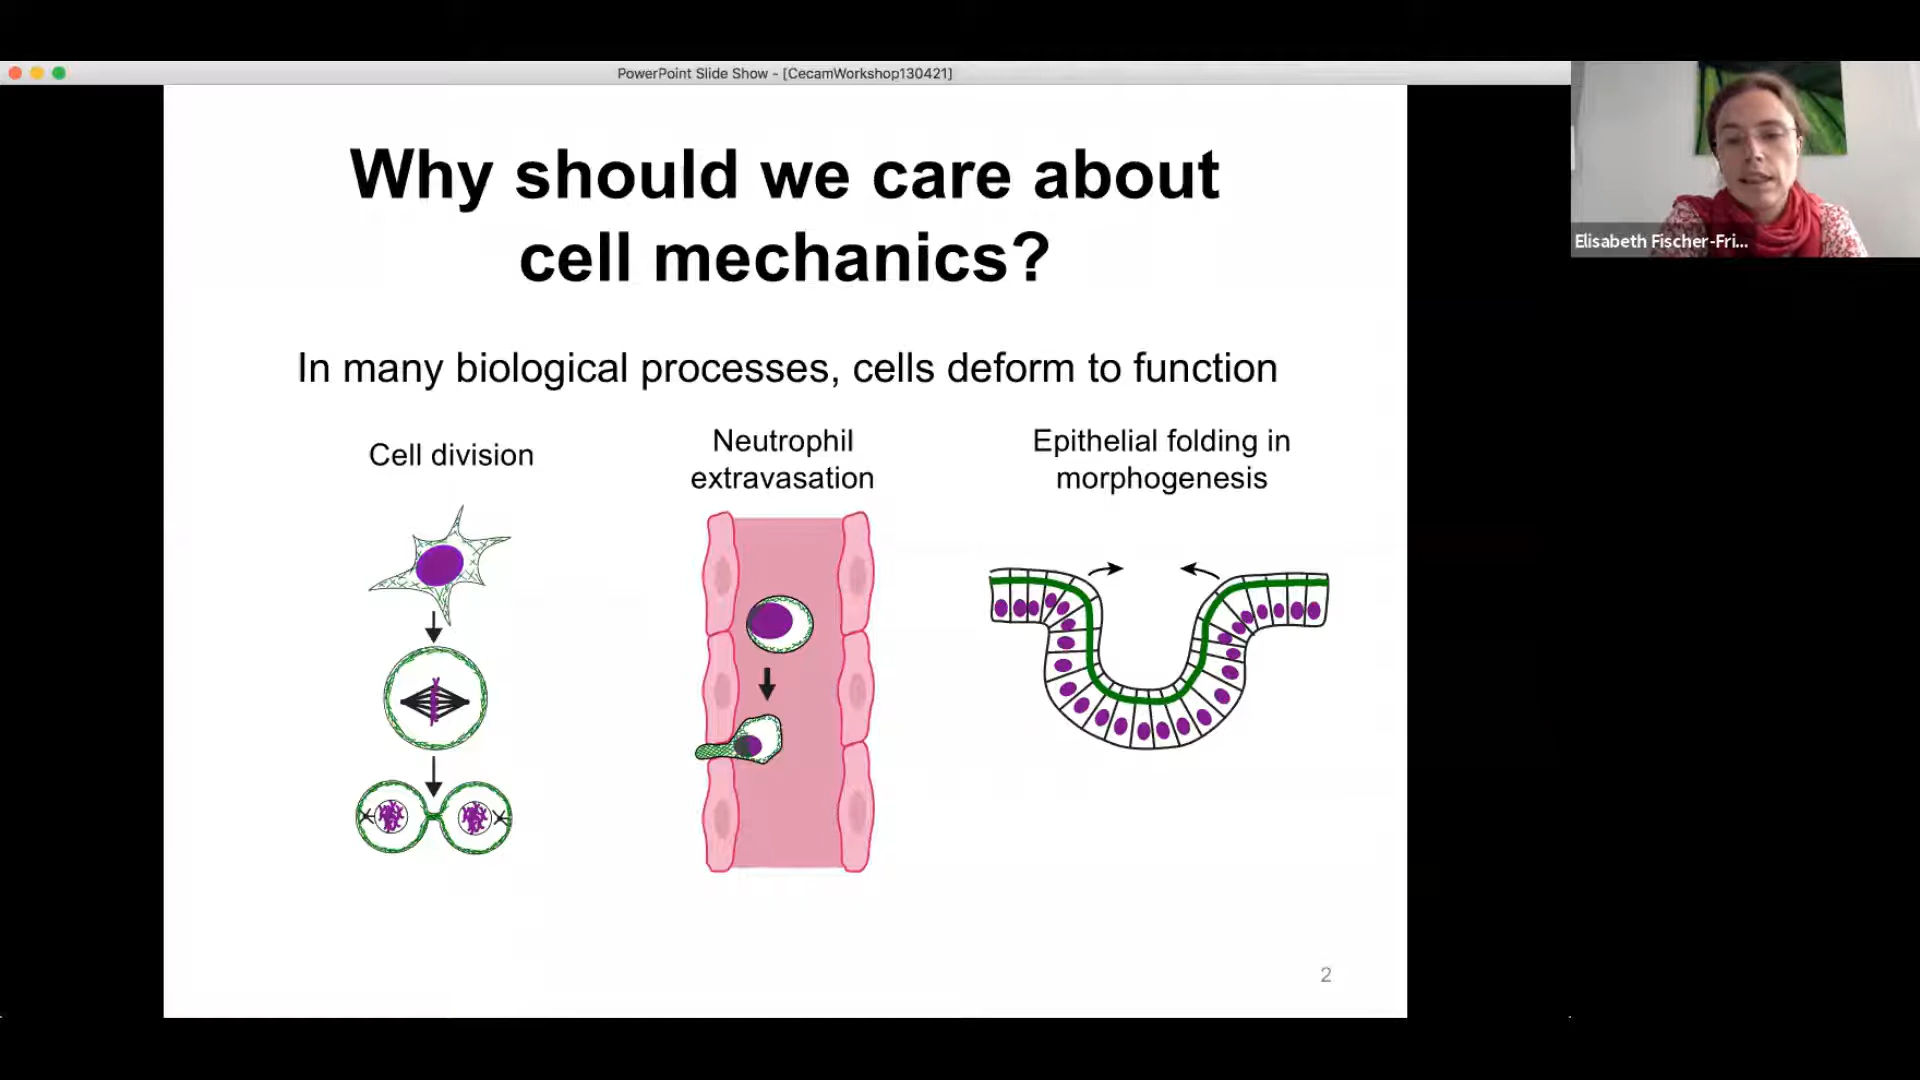 PowerPoint Slide Show - [CecamWorkshop130421]
Why should we care about
cell mechanics?
In many biological processes, cells deform to function
Cell division
Neutrophil
extravasation
Epithelial folding in
morphogenesis
2
Elisabeth Fischer-Fri...